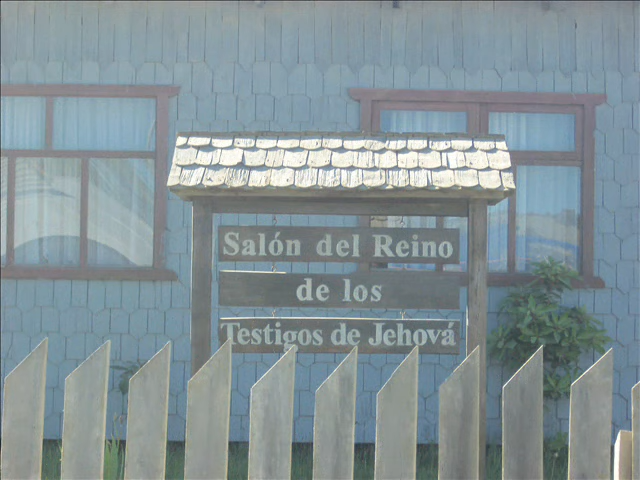 Salón del Reino
de los
Testigos de Jehová